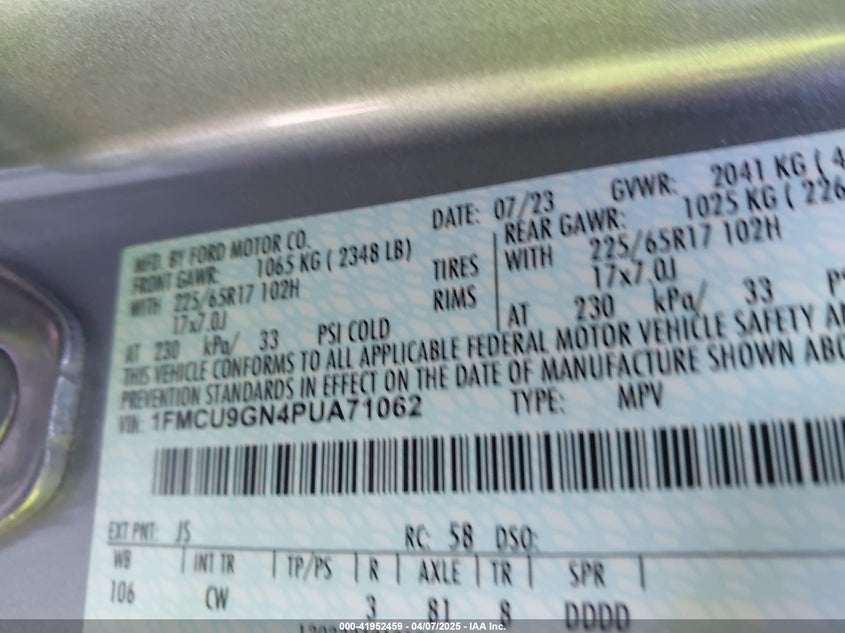 MFD. BY FORD MOTOR CO.
DATE: 07/23
GVWR: 2041 KG ( 4
FRONT GAWR: 1065 KG ( 2348 LB)
REAR GAWR: 1025 KG ( 226
WITH 225/65R17 102H
TIRES
WITH 225/65R17 102H
17x7.0J
RIMS
17x7.0J
AT 230 kPa/ 33 PSI COLD
AT 230 kPa/ 33 PS
THIS VEHICLE CONFORMS TO ALL APPLICABLE FEDERAL MOTOR VEHICLE SAFETY AN
PREVENTION STANDARDS IN EFFECT ON THE DATE OF MANUFACTURE SHOWN ABO
VIN: 1FMCU9GN4PUA71062
TYPE: MPV
EXT PNT: JS
RC: 58 DSO:
WB | INT TR | TP/PS | R | AXLE | TR | SPR |
106 CW 3 81 8 DDDD
000-41952459 - 04/07/2025 - © IAA Inc.